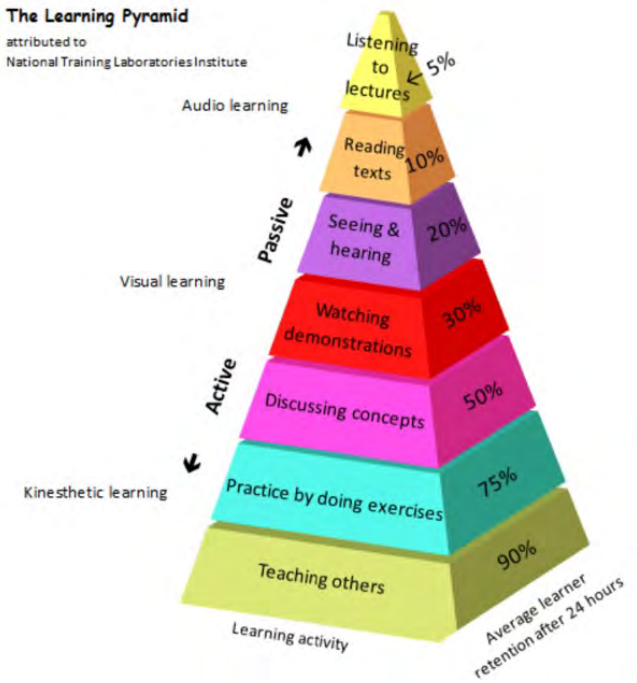 The Learning Pyramid
attributed to
National Training Laboratories Institute
Listening
to
lectures
5%
Audio learning
Reading
texts
10%
Passive
Seeing &
hearing
20%
Visual learning
Watching
demonstrations
30%
Active
Discussing concepts
50%
Kinesthetic learning
Practice by doing exercises
75%
Teaching others
90%
Learning activity
Average learner
retention after 24 hours